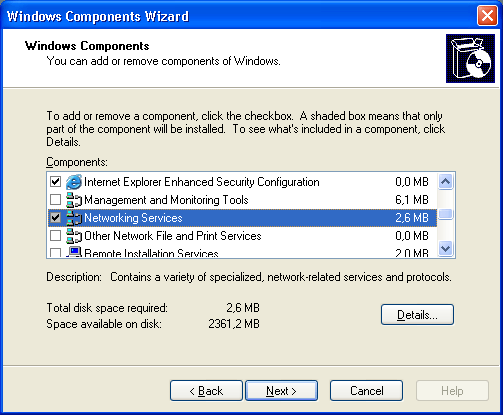 Windows Components Wizard
Windows Components
You can add or remove components of Windows.
To add or remove a component, click the checkbox. A shaded box means that only
part of the component will be installed. To see what's included in a component, click
Details.
Components:
Internet Explorer Enhanced Security Configuration 0,0 MB
Management and Monitoring Tools 6,1 MB
Networking Services 2,6 MB
Other Network File and Print Services 0,0 MB
Remote Installation Services 2,0 MB
Description: Contains a variety of specialized, network-related services and protocols.
Total disk space required: 2,6 MB
Space available on disk: 2361,2 MB
Details...
< Back
Next >
Cancel
Help